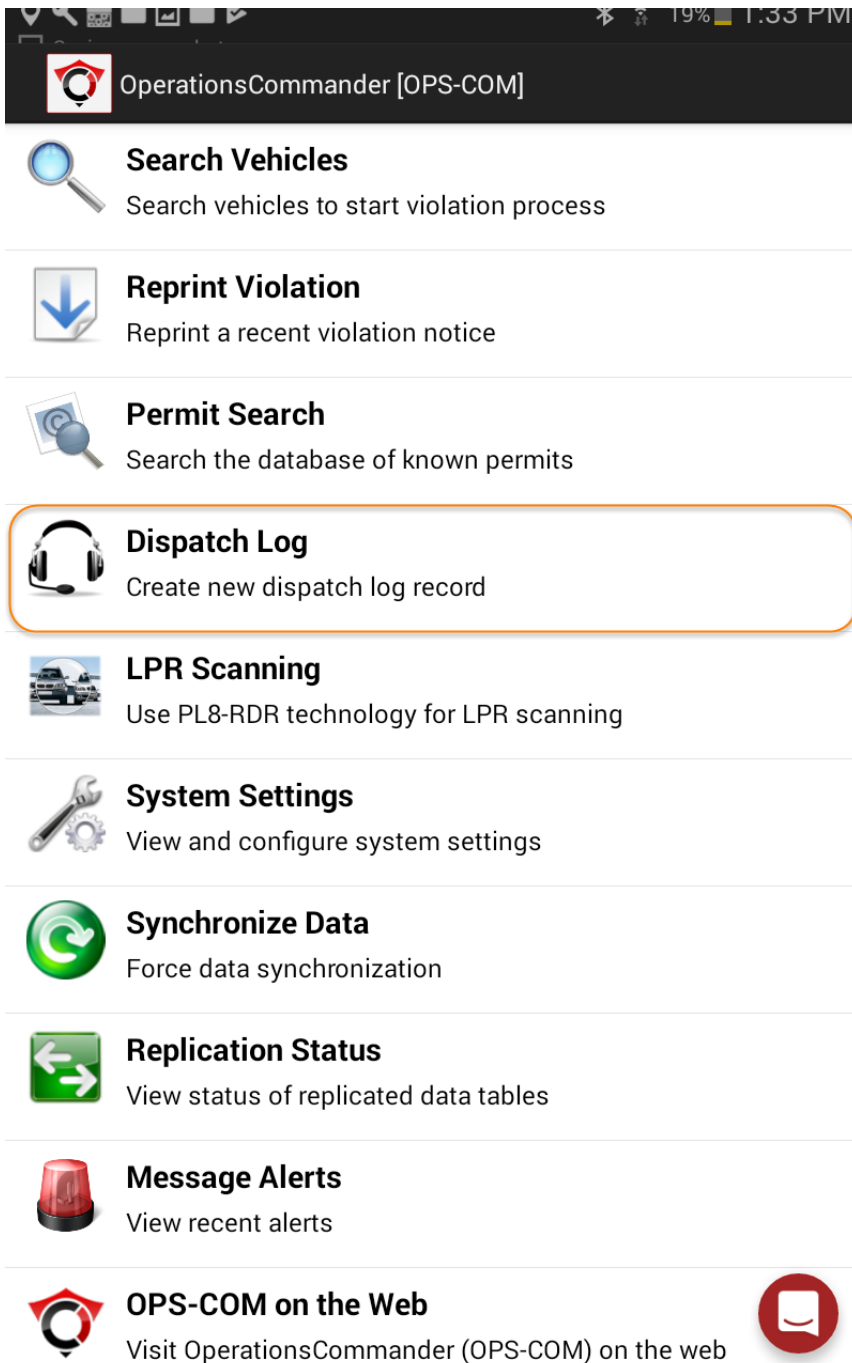 19% 1:33 PM
OperationsCommander [OPS-COM]
Search Vehicles
Search vehicles to start violation process
Reprint Violation
Reprint a recent violation notice
Permit Search
Search the database of known permits
Dispatch Log
Create new dispatch log record
LPR Scanning
Use PL8-RDR technology for LPR scanning
System Settings
View and configure system settings
Synchronize Data
Force data synchronization
Replication Status
View status of replicated data tables
Message Alerts
View recent alerts
OPS-COM on the Web
Visit OperationsCommander (OPS-COM) on the web